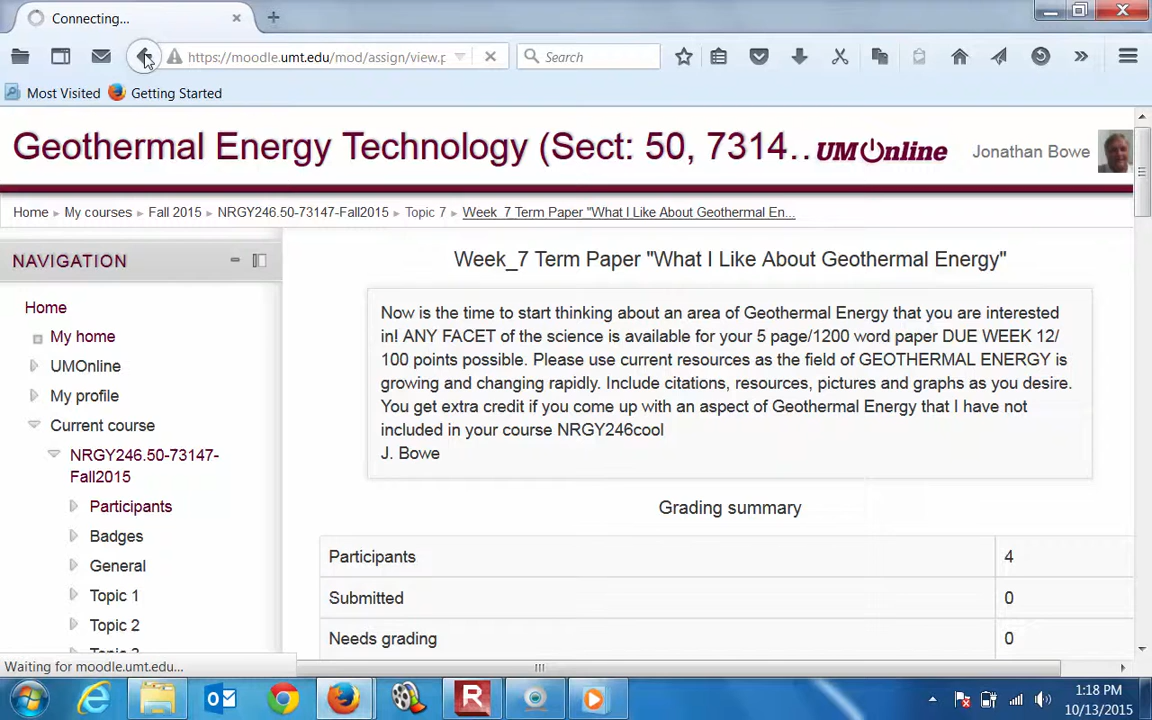 Connecting...
https://moodle.umt.edu/mod/assign/view.p
Search
Most Visited
Getting Started
Geothermal Energy Technology (Sect: 50, 7314...
UMOnline
Jonathan Bowe
Home ▸ My courses ▸ Fall 2015 ▸ NRGY246.50-73147-Fall2015 ▸ Topic 7 ▸ Week_7 Term Paper "What I Like About Geothermal En...
NAVIGATION
Home
My home
UMOnline
My profile
Current course
NRGY246.50-73147-
Fall2015
Participants
Badges
General
Topic 1
Topic 2
Week_7 Term Paper "What I Like About Geothermal Energy"
Now is the time to start thinking about an area of Geothermal Energy that you are interested
in! ANY FACET of the science is available for your 5 page/1200 word paper DUE WEEK 12/
100 points possible. Please use current resources as the field of GEOTHERMAL ENERGY is
growing and changing rapidly. Include citations, resources, pictures and graphs as you desire.
You get extra credit if you come up with an aspect of Geothermal Energy that I have not
included in your course NRGY246cool
J. Bowe
Grading summary
Participants 4
Submitted 0
Needs grading 0
Waiting for moodle.umt.edu...
1:18 PM
10/13/2015